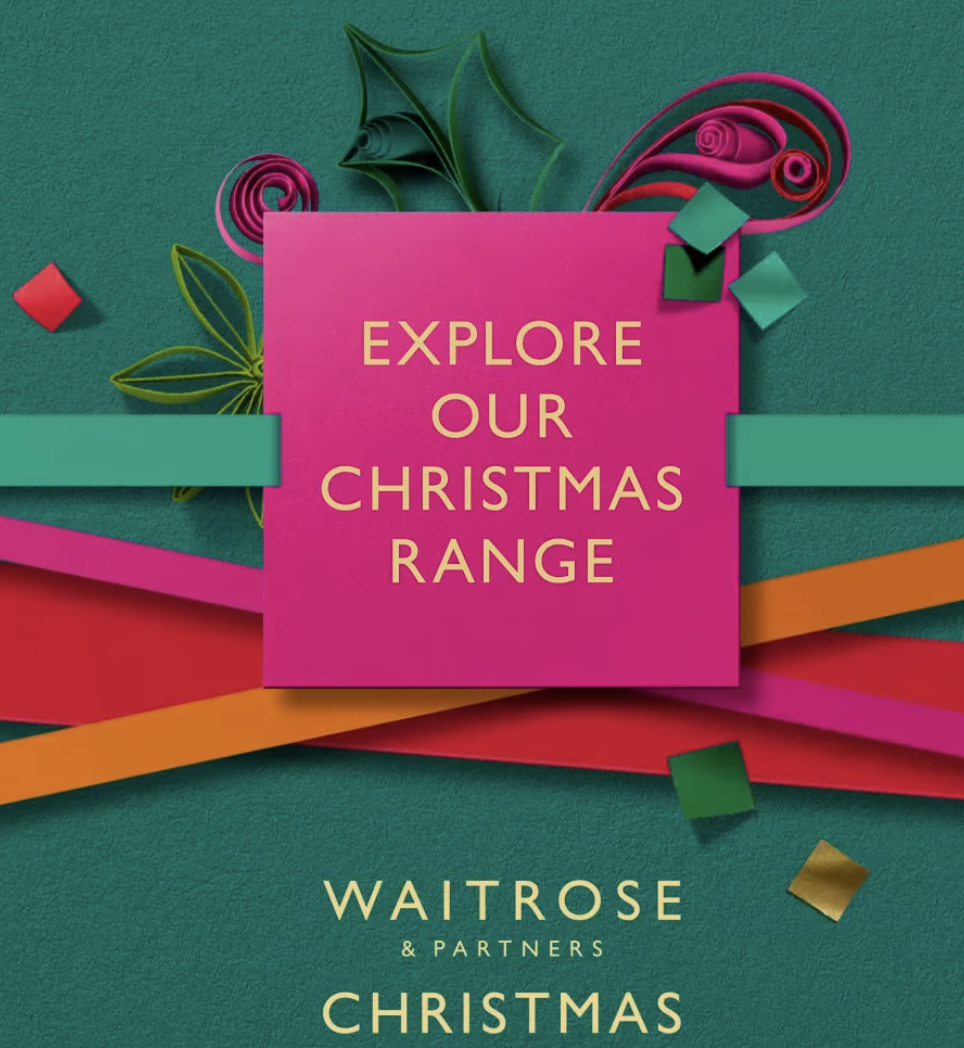 EXPLORE
OUR
CHRISTMAS
RANGE
WAITROSE
& PARTNERS
CHRISTMAS